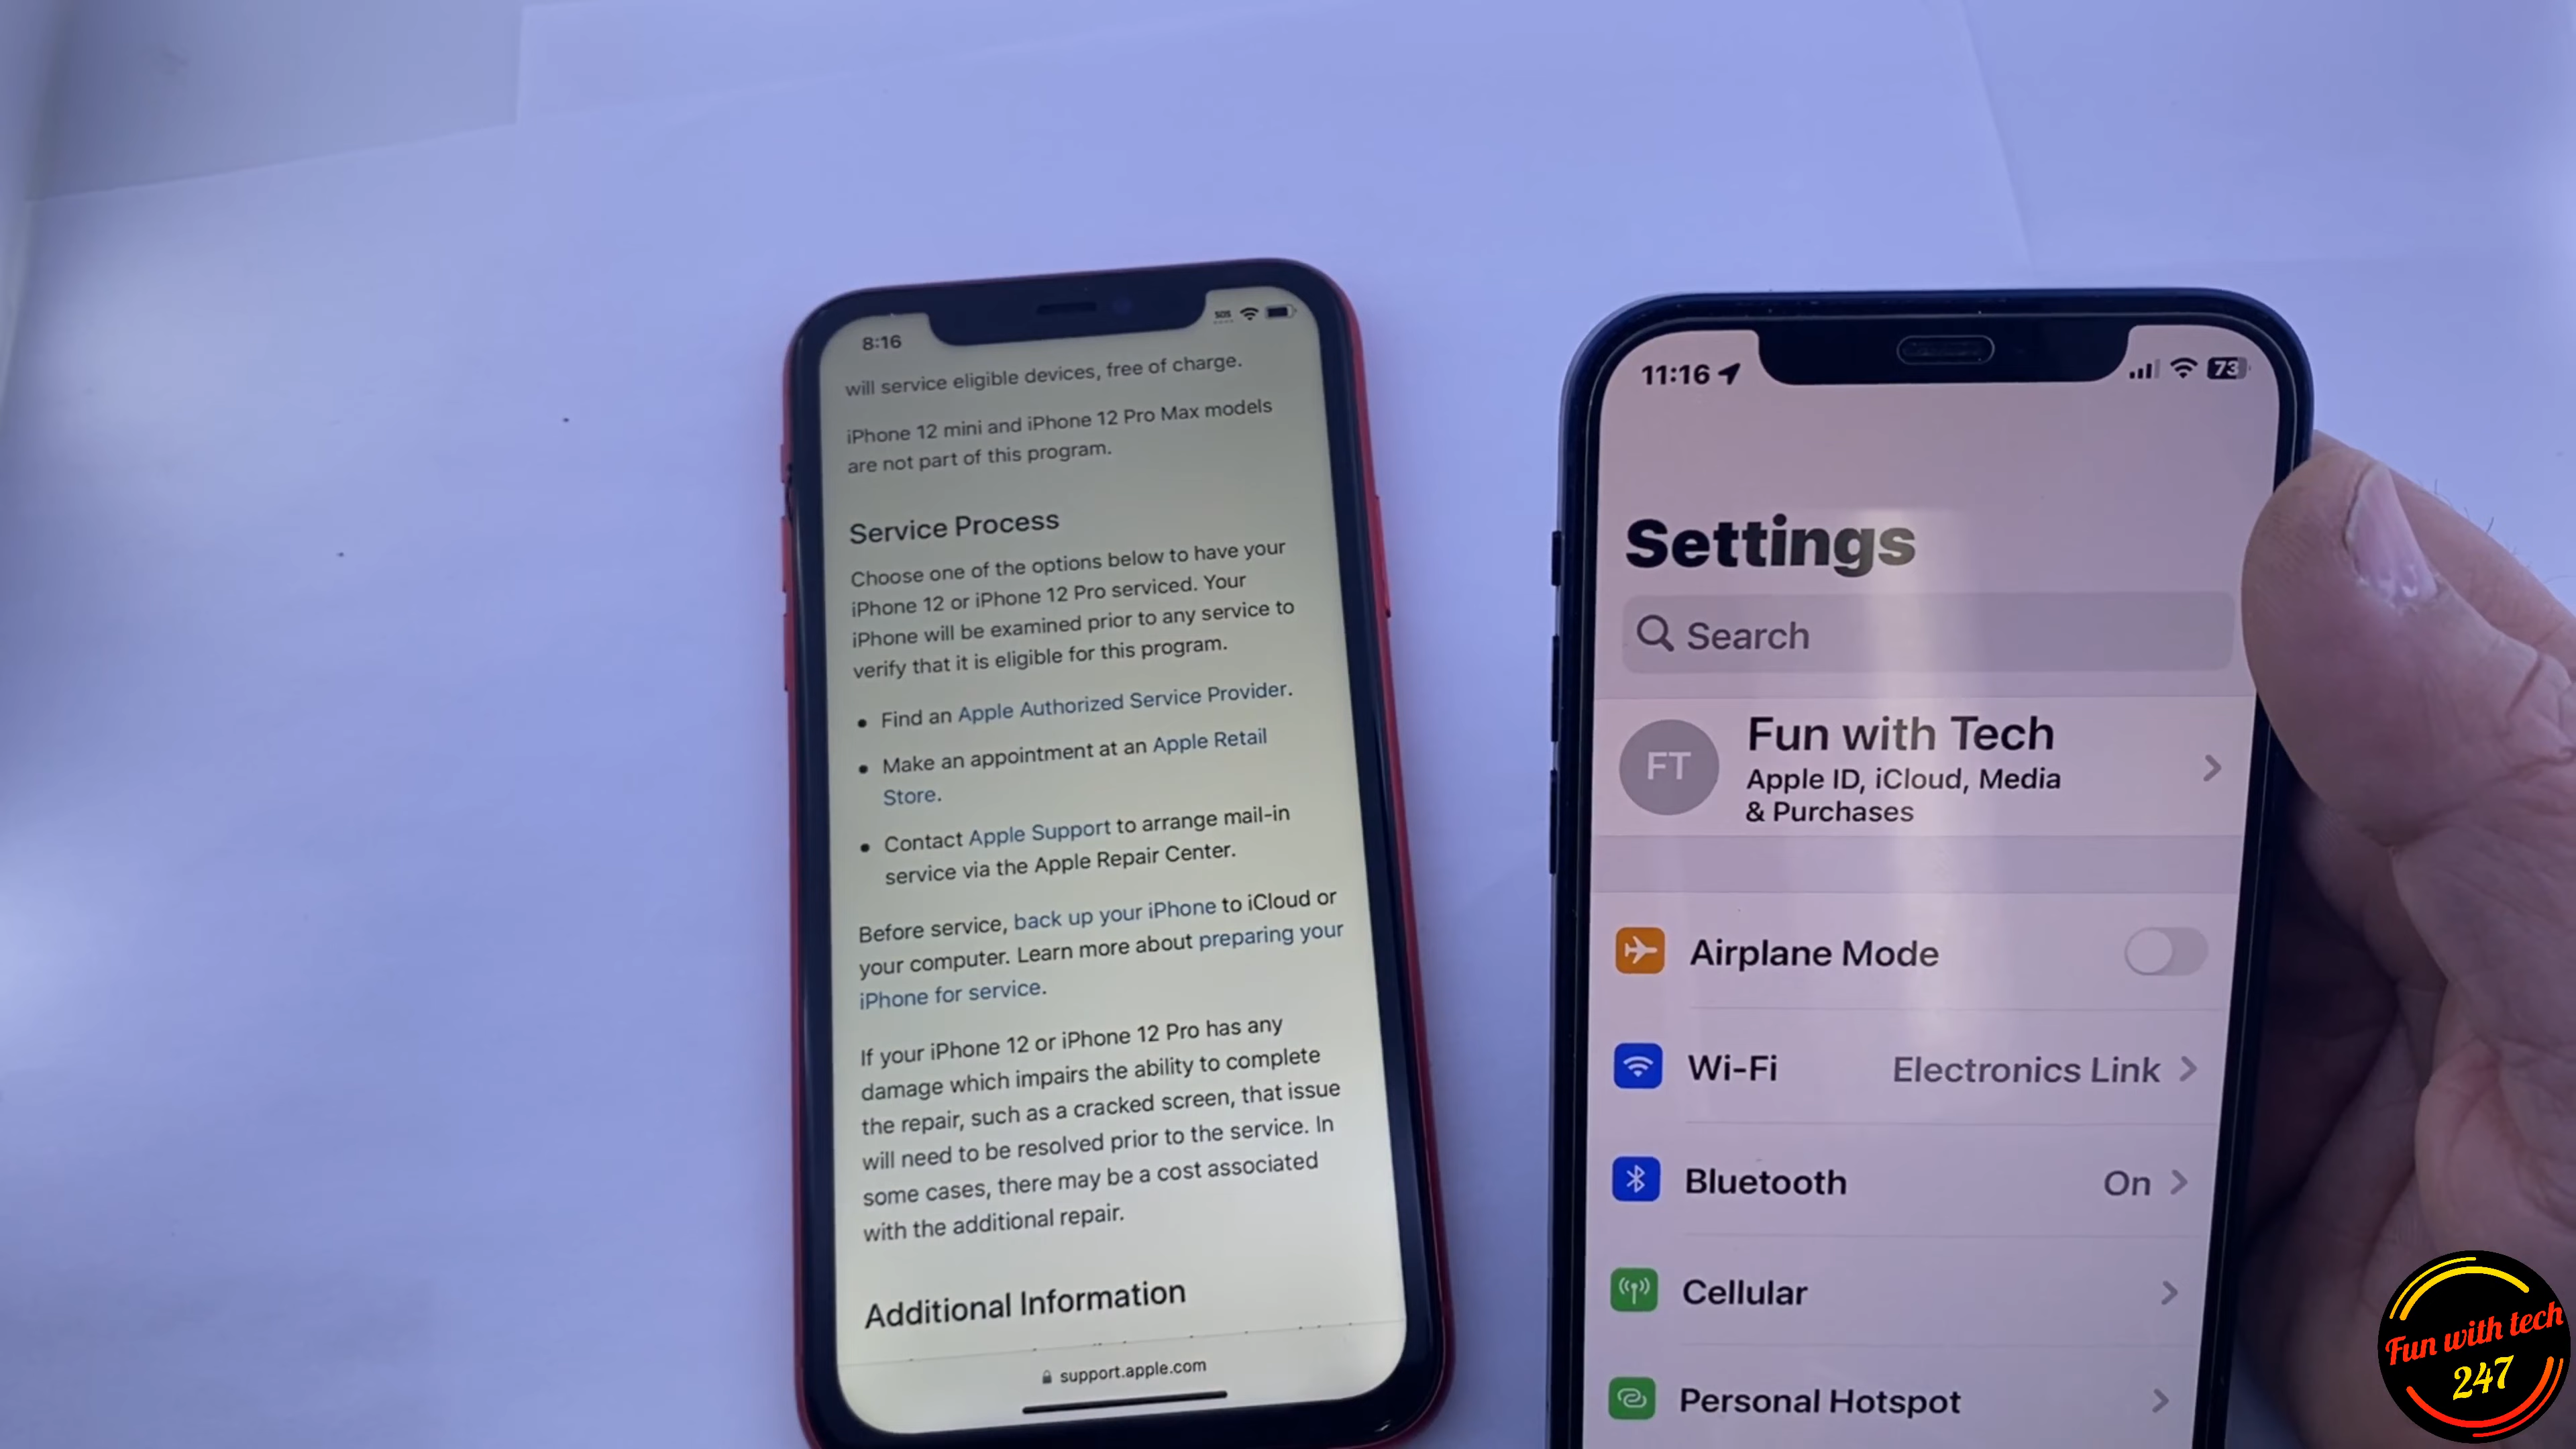 8:16
SOS
will service eligible devices, free of charge.
iPhone 12 mini and iPhone 12 Pro Max models
are not part of this program.
Service Process
Choose one of the options below to have your
iPhone 12 or iPhone 12 Pro serviced. Your
iPhone will be examined prior to any service to
verify that it is eligible for this program.
• Find an Apple Authorized Service Provider.
• Make an appointment at an Apple Retail
Store.
• Contact Apple Support to arrange mail-in
service via the Apple Repair Center.
Before service, back up your iPhone to iCloud or
your computer. Learn more about preparing your
iPhone for service.
If your iPhone 12 or iPhone 12 Pro has any
damage which impairs the ability to complete
the repair, such as a cracked screen, that issue
will need to be resolved prior to the service. In
some cases, there may be a cost associated
with the additional repair.
Additional Information
support.apple.com
11:16
73
Settings
Search
FT
Fun with Tech
Apple ID, iCloud, Media
& Purchases
Airplane Mode
Wi-Fi Electronics Link
Bluetooth On
Cellular
Personal Hotspot
Fun with tech
247